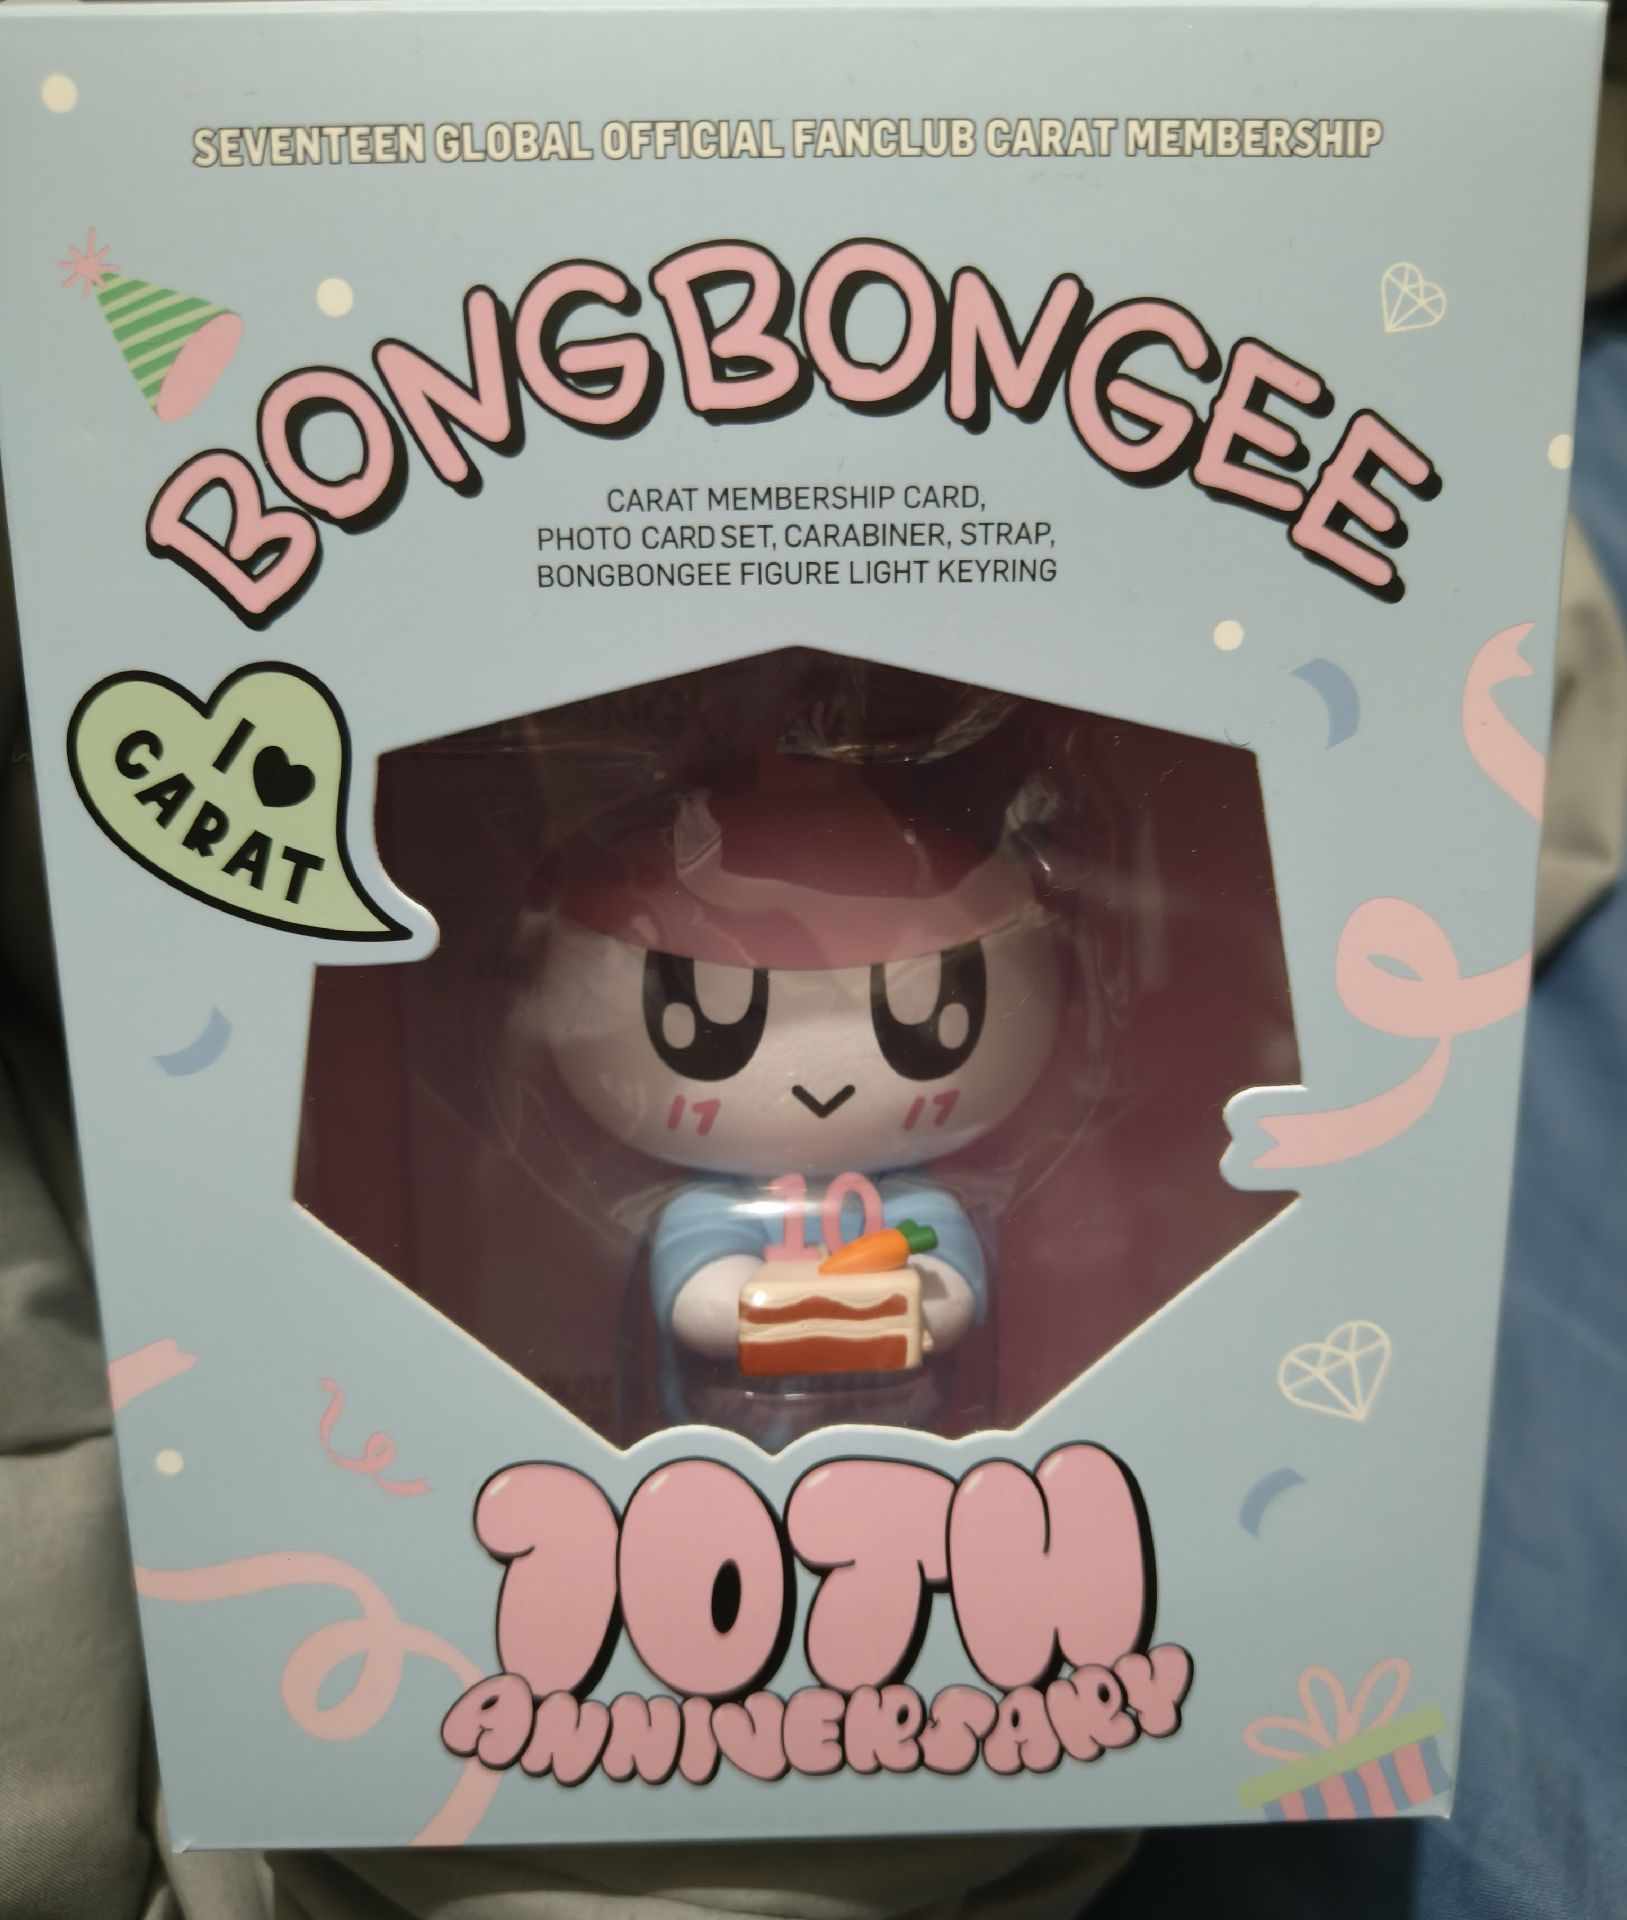 SEVENTEEN GLOBAL OFFICIAL FANCLUB CARAT MEMBERSHIP
BONGBONGEE
CARAT MEMBERSHIP CARD,
PHOTO CARD SET, CARABINER, STRAP,
BONGBONGEE FIGURE LIGHT KEYRING
I ♥
CARAT
17 17
10
10TH
ANNIVERSARY